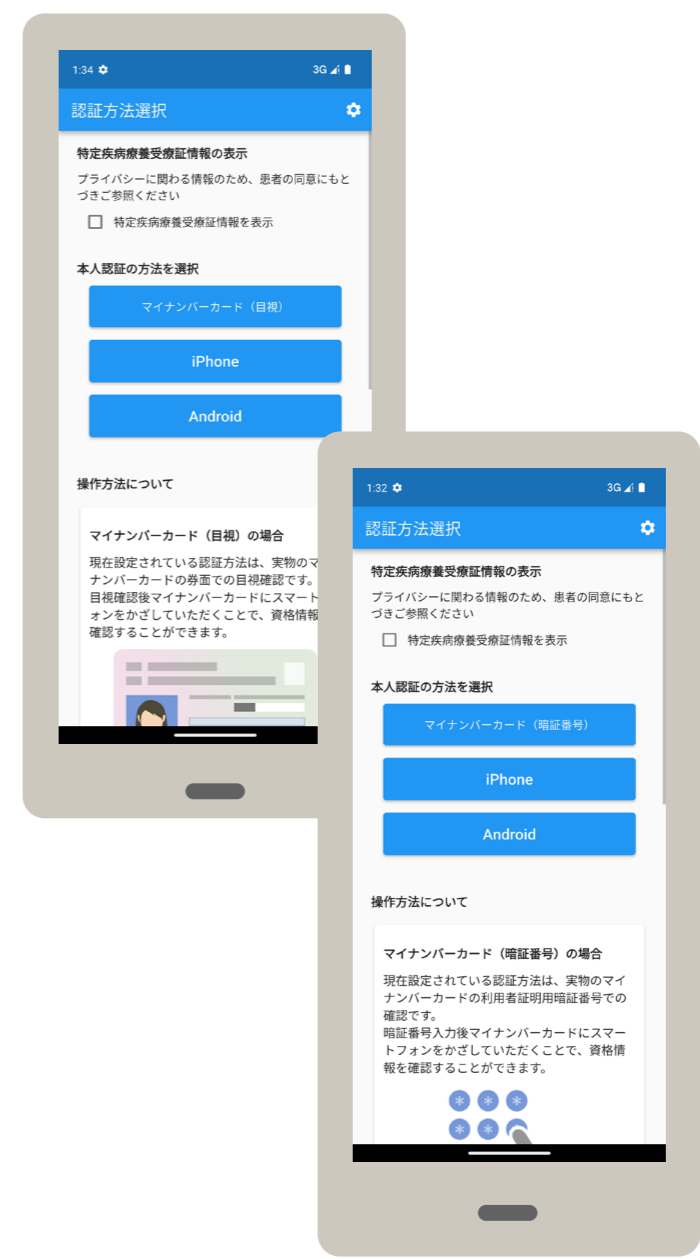 1:34
3G
認証方法選択
特定疾病療養受療証情報の表示
プライバシーに関わる情報のため、患者の同意にもと
づきご参照ください
特定疾病療養受療証情報を表示
本人認証の方法を選択
マイナンバーカード（目視）
iPhone
Android
操作方法について
マイナンバーカード（目視）の場合
現在設定されている認証方法は、実物のマ
ナンバーカードの券面での目視確認です。
目視確認後マイナンバーカードにスマート
ォンをかざしていただくことで、資格情報
確認することができます。
1:32
3G
認証方法選択
特定疾病療養受療証情報の表示
プライバシーに関わる情報のため、患者の同意にもと
づきご参照ください
特定疾病療養受療証情報を表示
本人認証の方法を選択
マイナンバーカード（暗証番号）
iPhone
Android
操作方法について
マイナンバーカード（暗証番号）の場合
現在設定されている認証方法は、実物のマイ
ナンバーカードの利用者証明用暗証番号での
確認です。
暗証番号入力後マイナンバーカードにスマー
トフォンをかざしていただくことで、資格情
報を確認することができます。